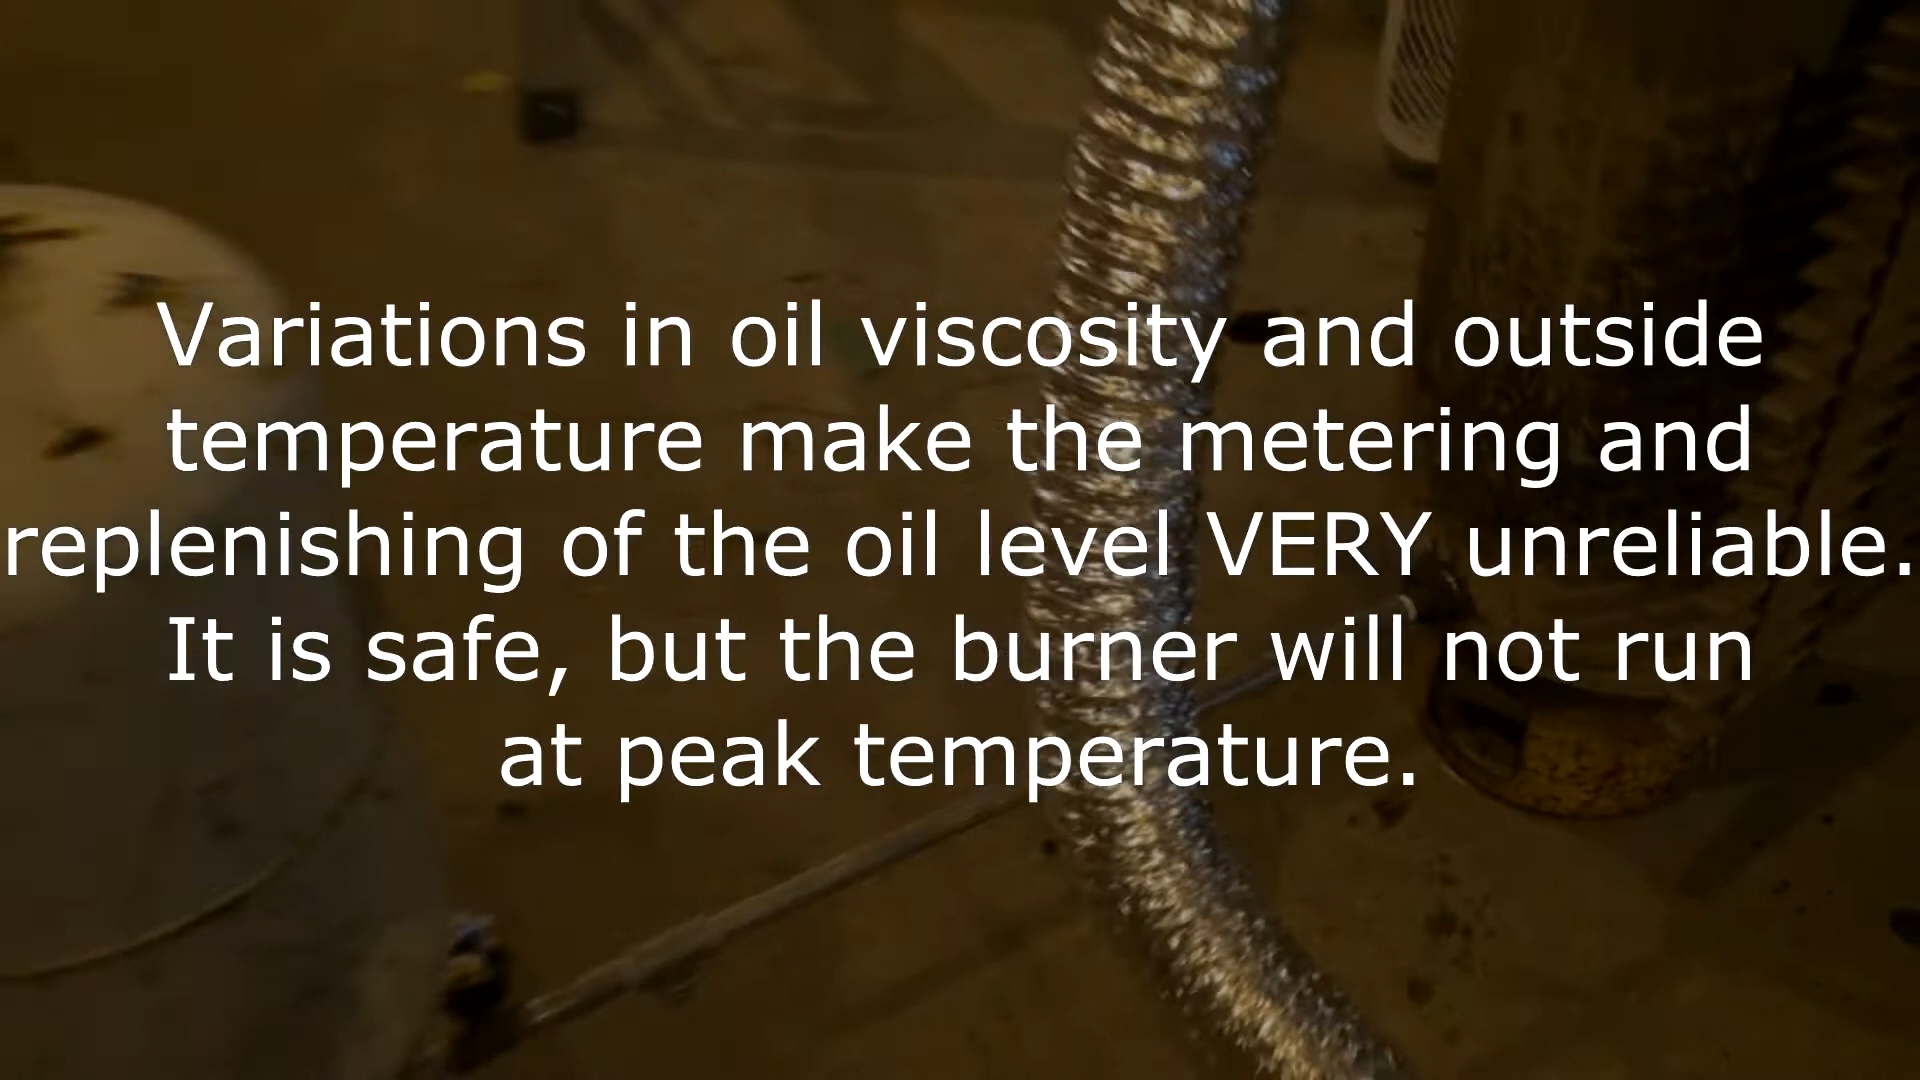 Variations in oil viscosity and outside
temperature make the metering and
replenishing of the oil level VERY unreliable.
It is safe, but the burner will not run
at peak temperature.